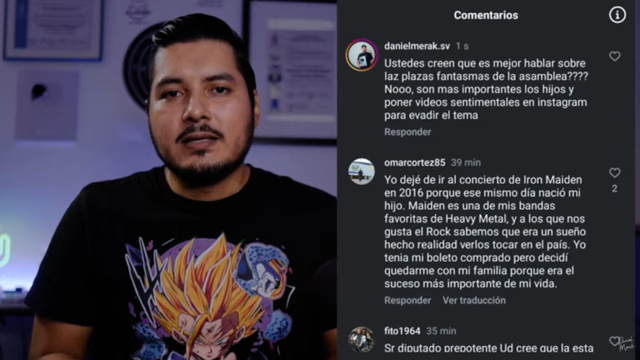 Comentarios
danielmerak.sv 1 s
Ustedes creen que es mejor hablar sobre
laz plazas fantasmas de la asamblea????
Nooo, son mas importantes los hijos y
poner videos sentimentales en instagram
para evadir el tema
Responder
omarcortez85 39 min
Yo dejé de ir al concierto de Iron Maiden
en 2016 porque ese mismo día nació mi
hijo. Maiden es una de mis bandas
favoritas de Heavy Metal, y a los que nos
gusta el Rock sabemos que era un sueño
hecho realidad verlos tocar en el país. Yo
tenia mi boleto comprado pero decidí
quedarme con mi familia porque era el
suceso más importante de mi vida.
2
Responder Ver traducción
fito1964 35 min
Sr diputado prepotente Ud cree que la esta